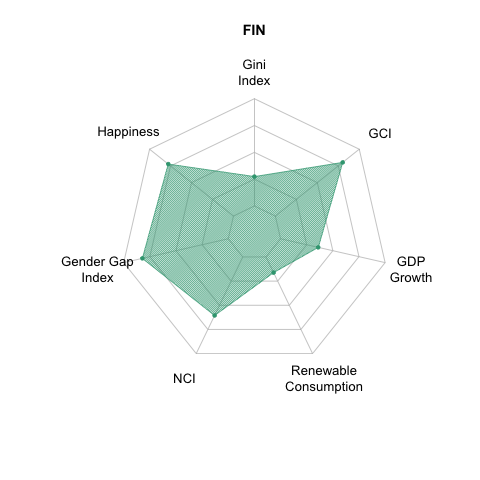 FIN
Gini
Index
GCI
GDP
Growth
Renewable
Consumption
NCI
Gender Gap
Index
Happiness